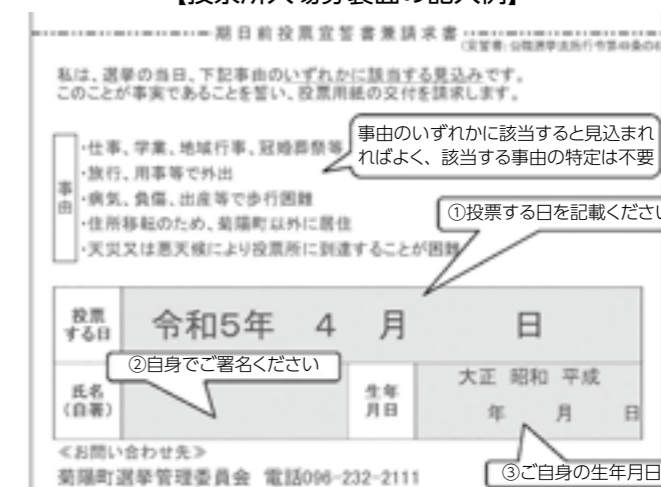 【投票所入場券裏面の記入例】
期日前投票宣誓書兼請求書
(宣誓書:公職選挙法施行令第49条の8
私は、選挙の当日、下記事由のいずれかに該当する見込みです。
このことが事実であることを誓い、投票用紙の交付を請求します。
事由
・仕事、学業、地域行事、冠婚葬祭等
・旅行、用事等で外出
・病気、負傷、出産等で歩行困難
・住所移転のため、菊陽町以外に居住
・天災又は悪天候により投票所に到達することが困難
事由のいずれかに該当すると見込まれ
ればよく、該当する事由の特定は不要
①投票する日を記載ください
投票
する日
令和5年 4 月 日
②自身でご署名ください
氏名
(自署)
生年
月日
大正 昭和 平成
年 月 日
③ご自身の生年月日
≪お問い合わせ先≫
菊陽町選挙管理委員会 電話096-232-2111